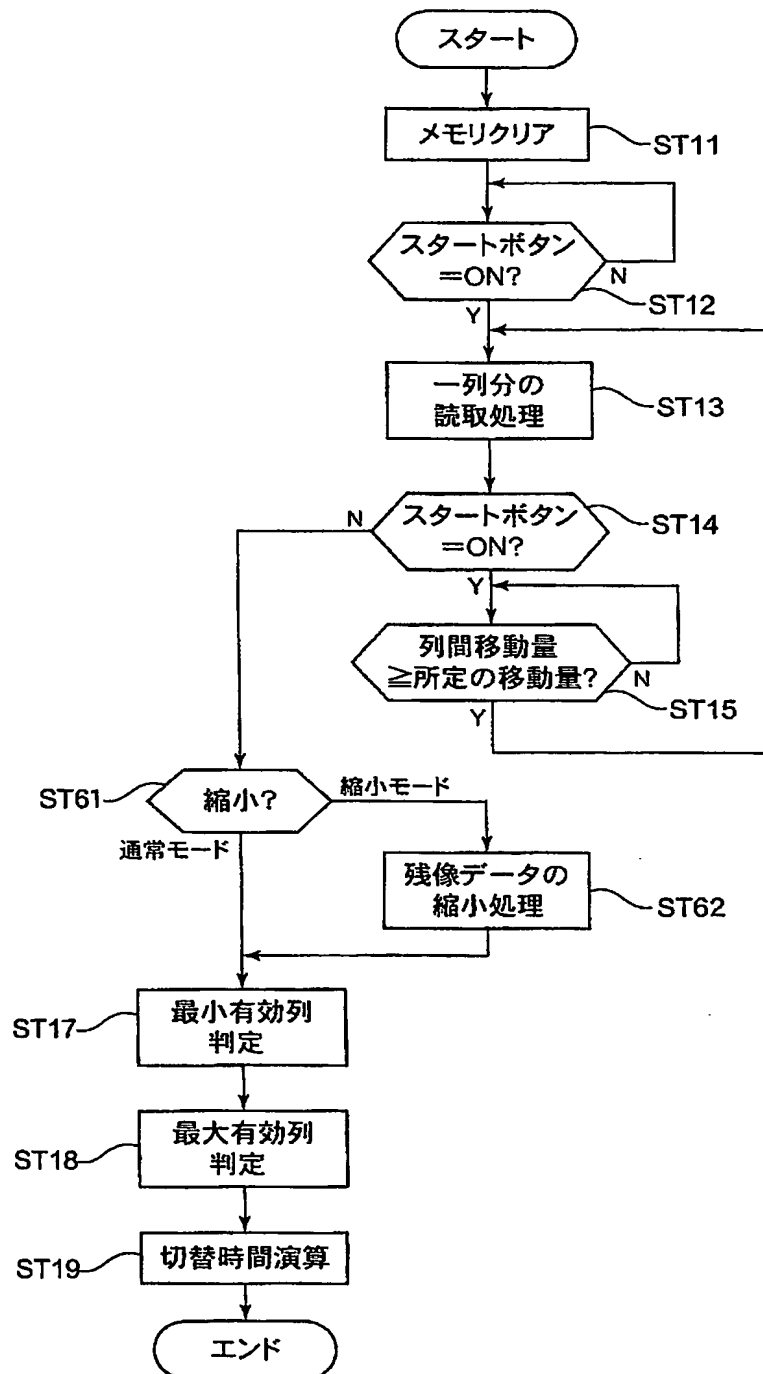 スタート
メモリクリア
ST11
スタートボタン
＝ON?
N
ST12
Y
一列分の
読取処理
ST13
N
スタートボタン
＝ON?
ST14
Y
列間移動量
≧所定の移動量?
N
ST15
Y
ST61
縮小?
縮小モード
通常モード
残像データの
縮小処理
ST62
ST17
最小有効列
判定
ST18
最大有効列
判定
ST19
切替時間演算
エンド